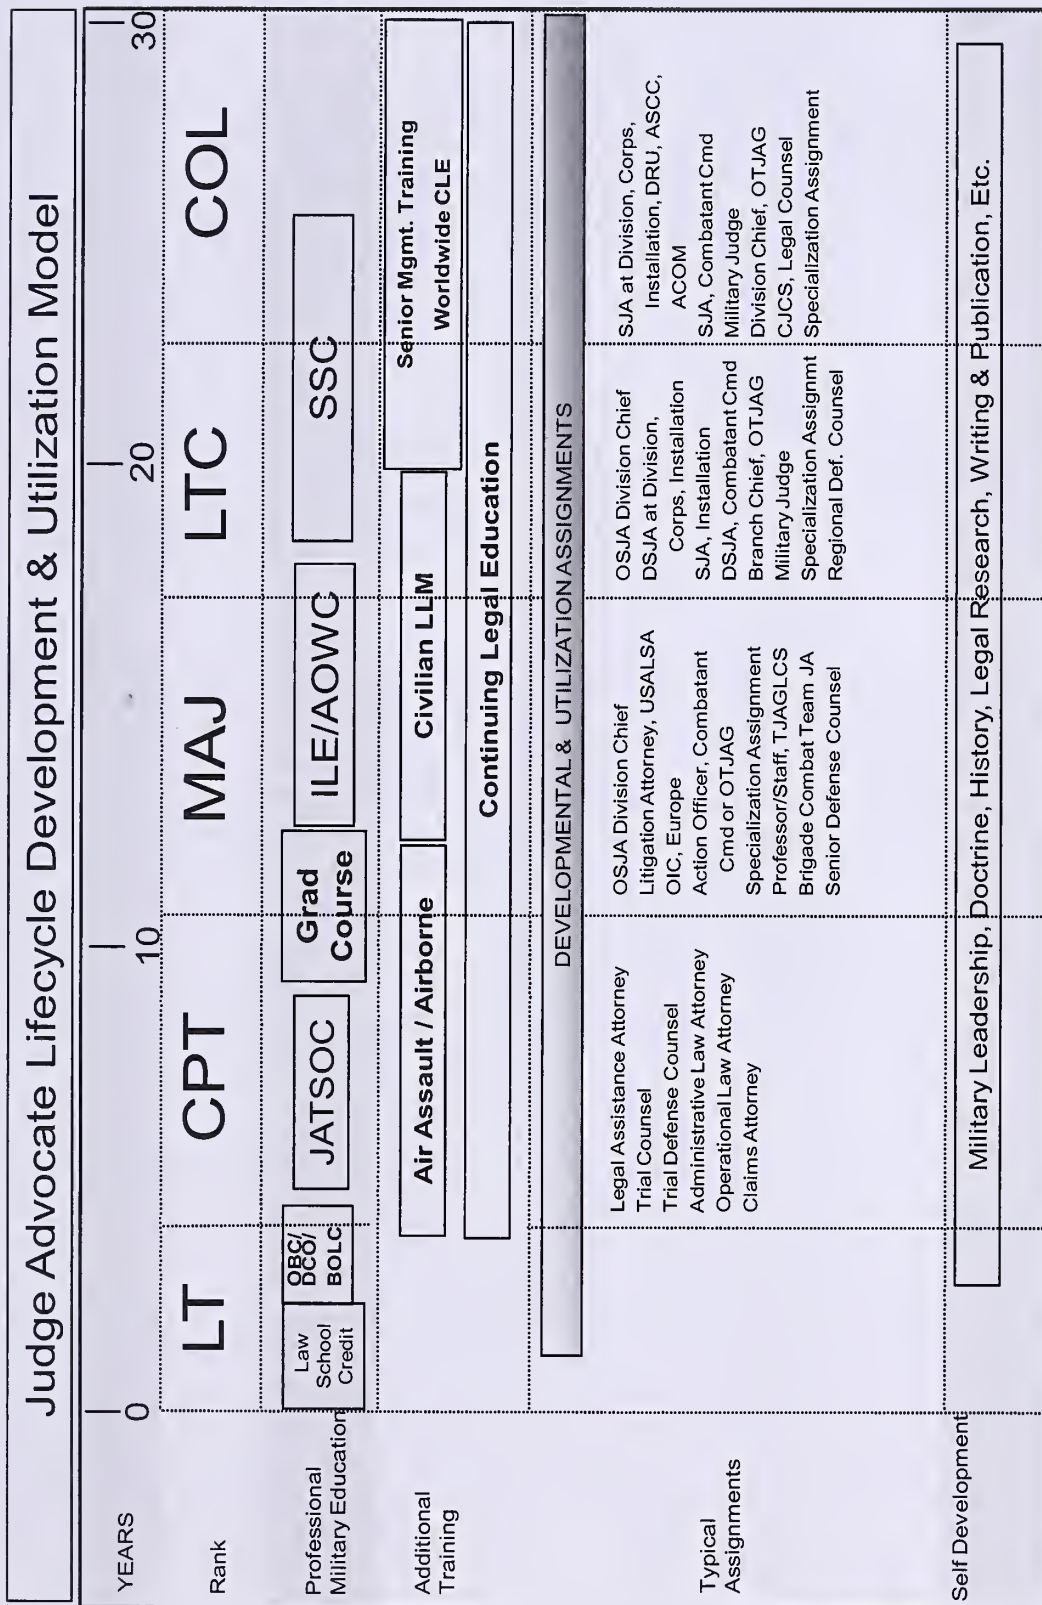 Judge Advocate Lifecycle Development & Utilization Model
YEARS
0
10
20
30
Rank
LT
CPT
MAJ
LTC
COL
Professional
Military Education
Law
School
Credit
OBC/
DCO/
BOLC
JATSOC
Grad
Course
ILE/AOWC
SSC
Additional
Training
Air Assault / Airborne
Civilian LLM
Senior Mgmt. Training
Worldwide CLE
Continuing Legal Education
DEVELOPMENTAL & UTILIZATION ASSIGNMENTS
Typical
Assignments
Legal Assistance Attorney
Trial Counsel
Trial Defense Counsel
Administrative Law Attorney
Operational Law Attorney
Claims Attorney
OSJA Division Chief
Litigation Attorney, USALSA
OIC, Europe
Action Officer, Combatant
Cmd or OTJAG
Specialization Assignment
Professor/Staff, TJAGLCS
Brigade Combat Team JA
Senior Defense Counsel
OSJA Division Chief
DSJA at Division,
Corps, Installation
SJA, Installation
DSJA, Combatant Cmd
Branch Chief, OTJAG
Military Judge
Specialization Assignmt
Regional Def. Counsel
SJA at Division, Corps,
Installation, DRU, ASCC,
ACOM
SJA, Combatant Cmd
Military Judge
Division Chief, OTJAG
CJCS, Legal Counsel
Specialization Assignment
Self Development
Military Leadership, Doctrine, History, Legal Research, Writing & Publication, Etc.